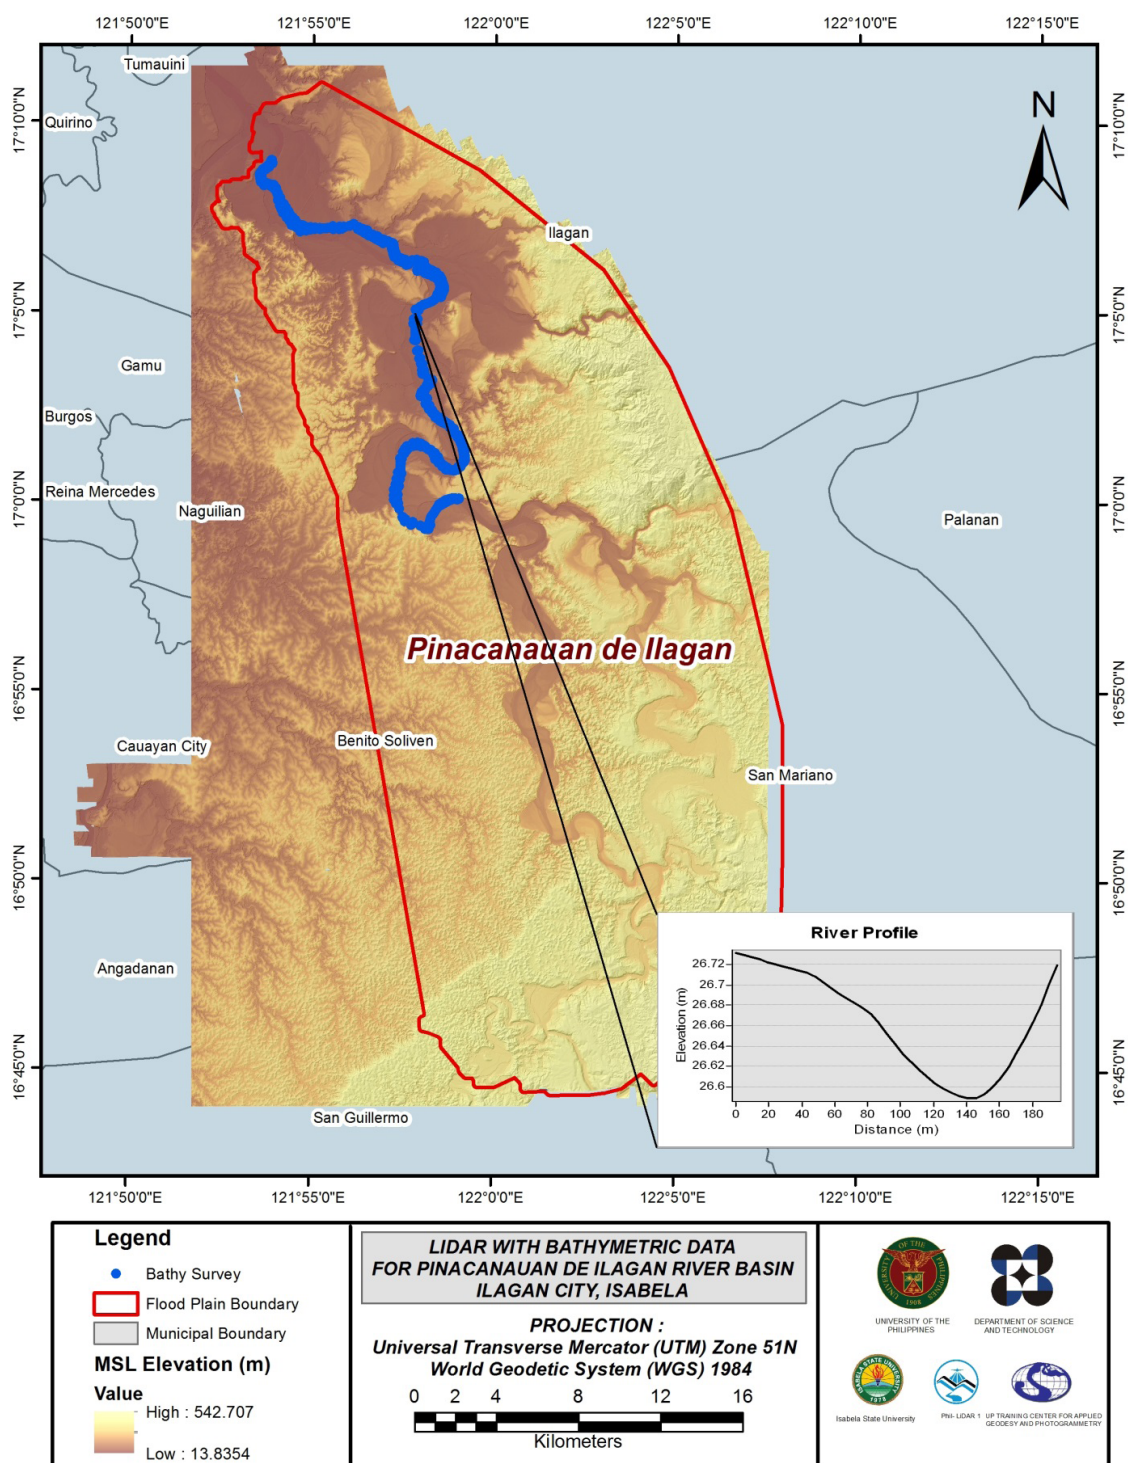 121°50'0"E 121°55'0"E 122°0'0"E 122°5'0"E 122°10'0"E 122°15'0"E
17°10'0"N
17°5'0"N
17°0'0"N
16°55'0"N
16°50'0"N
16°45'0"N
17°10'0"N
17°5'0"N
17°0'0"N
16°55'0"N
16°50'0"N
16°45'0"N
N
Tumauini
Quirino
Ilagan
Gamu
Burgos
Reina Mercedes
Naguilian
Palanan
Pinacanauan de Ilagan
Benito Soliven
Cauayan City
San Mariano
Angadanan
San Guillermo
River Profile
Elevation (m)
26.72
26.7
26.68
26.66
26.64
26.62
26.6
0 20 40 60 80 100 120 140 160 180
Distance (m)
121°50'0"E 121°55'0"E 122°0'0"E 122°5'0"E 122°10'0"E 122°15'0"E
Legend
Bathy Survey
Flood Plain Boundary
Municipal Boundary
MSL Elevation (m)
Value
High : 542.707
Low : 13.8354
LIDAR WITH BATHYMETRIC DATA
FOR PINACANAUAN DE ILAGAN RIVER BASIN
ILAGAN CITY, ISABELA
PROJECTION :
Universal Transverse Mercator (UTM) Zone 51N
World Geodetic System (WGS) 1984
0 2 4 8 12 16
Kilometers
UNIVERSITY OF THE PHILIPPINES
1908
UNIVERSITY OF THE
PHILIPPINES
DEPARTMENT OF SCIENCE
AND TECHNOLOGY
ISABELA STATE UNIVERSITY
1978
Isabela State University
Phil- LiDAR 1
UP TRAINING CENTER FOR APPLIED
GEODESY AND PHOTOGRAMMETRY